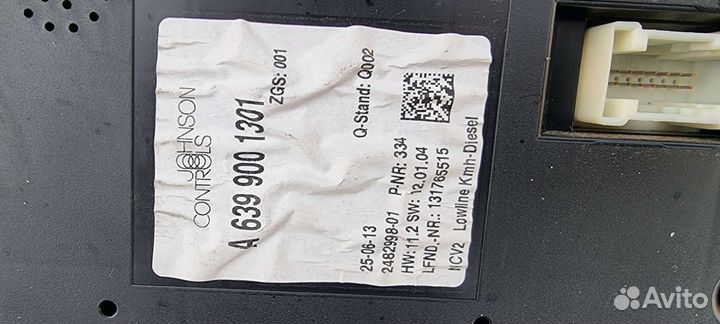 JOHNSON
CONTROLS
A 639 900 1301
ZGS: 001
Q-Stand: Q002
25-06-13
2482998-01 P-NR: 334
HW: 11.2 SW: 12.01.04
LFND.-NR.: 131765515
ICV2 Lowline Kmh-Diesel
Avito